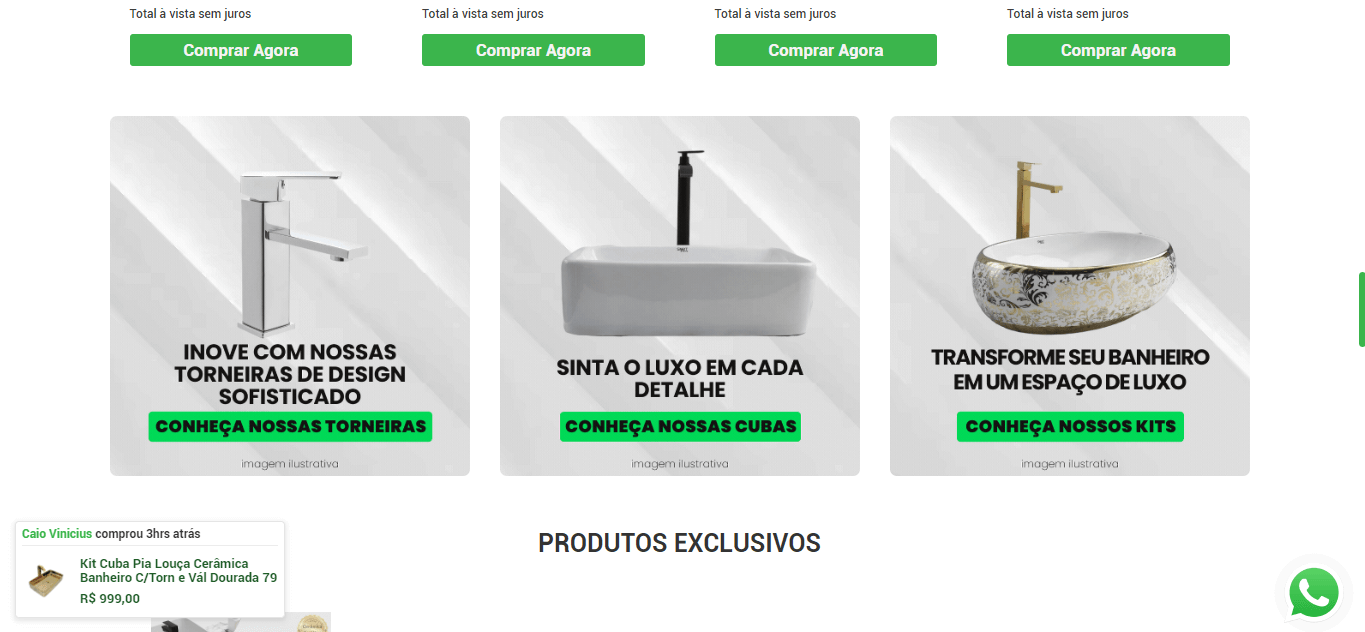 Total à vista sem juros
Total à vista sem juros
Total à vista sem juros
Total à vista sem juros
Comprar Agora
Comprar Agora
Comprar Agora
Comprar Agora
INOVE COM NOSSAS
TORNEIRAS DE DESIGN
SOFISTICADO
CONHEÇA NOSSAS TORNEIRAS
imagem ilustrativa
SINTA O LUXO EM CADA
DETALHE
CONHEÇA NOSSAS CUBAS
imagem ilustrativa
TRANSFORME SEU BANHEIRO
EM UM ESPAÇO DE LUXO
CONHEÇA NOSSOS KITS
imagem ilustrativa
PRODUTOS EXCLUSIVOS
Caio Vinicius comprou 3hrs atrás
Kit Cuba Pia Louça Cerâmica
Banheiro C/Torn e Vál Dourada 79
R$ 999,00